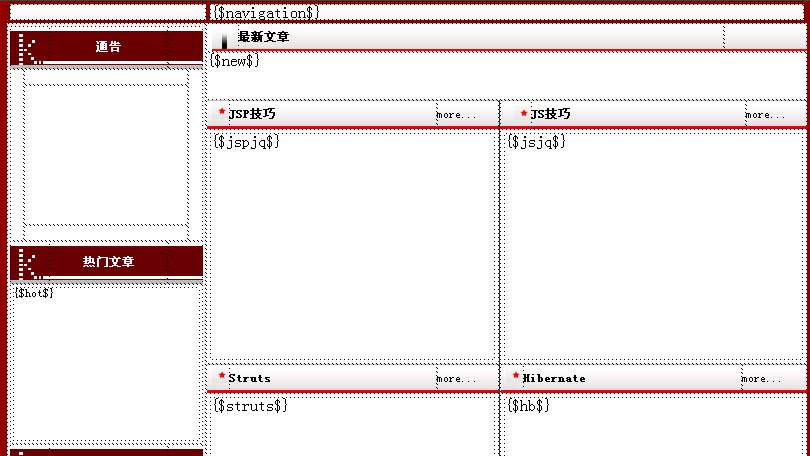 {$navigation$}
通告
最新文章
{$new$}
JSP技巧 more...
JS技巧 more...
{$jspjq$}
{$jsjq$}
热门文章
{$hot$}
Struts more...
Hibernate more...
{$struts$}
{$hb$}